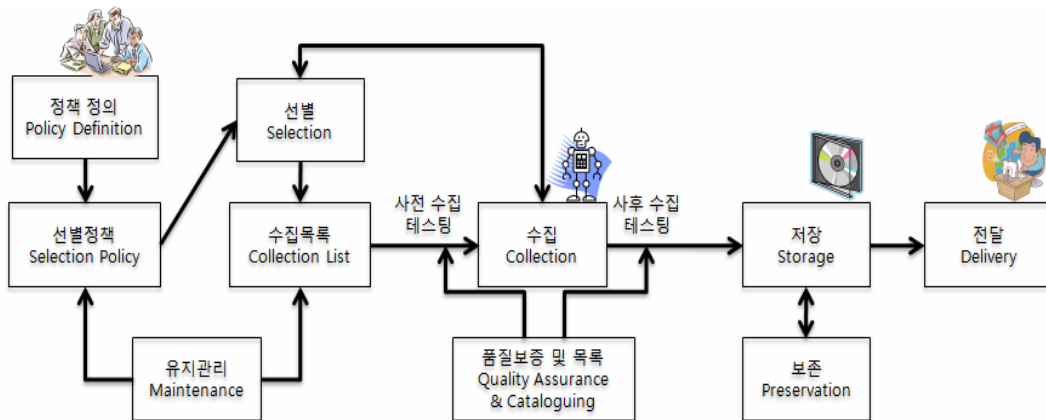 정책 정의
Policy Definition
선별
Selection
선별정책
Selection Policy
수집목록
Collection List
사전 수집
테스팅
수집
Collection
사후 수집
테스팅
저장
Storage
전달
Delivery
유지관리
Maintenance
품질보증 및 목록
Quality Assurance
& Cataloguing
보존
Preservation